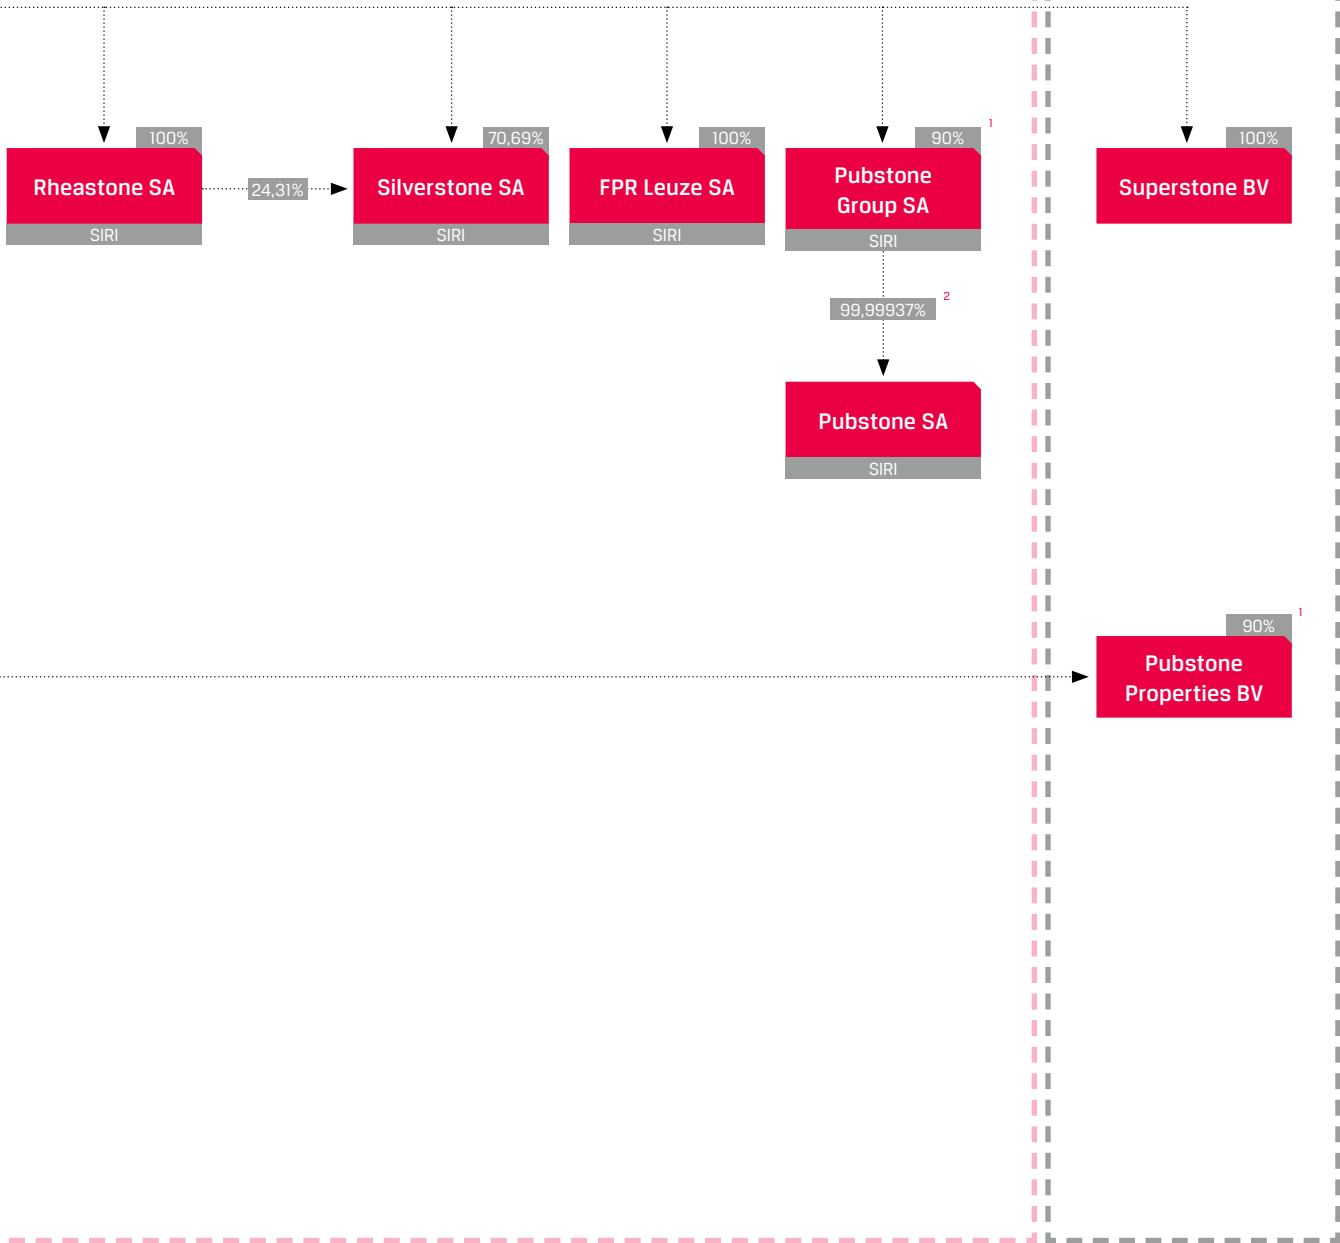 100%
Rheastone SA
SIRI
24,31%
70,69%
Silverstone SA
SIRI
100%
FPR Leuze SA
SIRI
90% 1
Pubstone
Group SA
SIRI
99,99937% 2
Pubstone SA
SIRI
100%
Superstone BV
90% 1
Pubstone
Properties BV